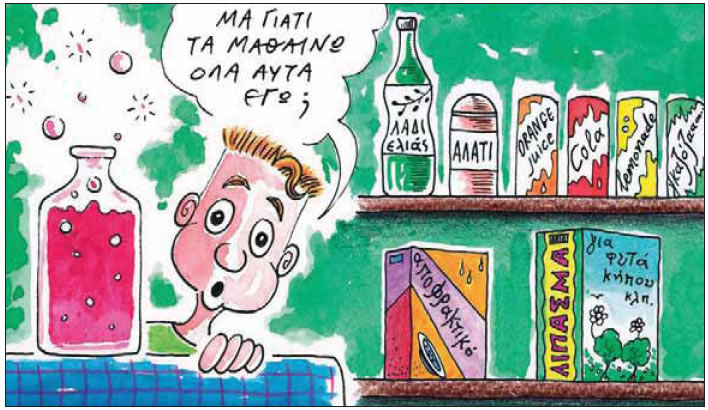 ΜΑ ΓΙΑΤΙ
ΤΑ ΜΑΘΑΙΝΩ
ΟΛΑ ΑΥΤΑ
ΕΓΩ;
ΛΑΔΙ
ελιάς
ΑΛΑΤΙ
ORANGE
juice
Cola
Lemonade
αποφρακτικό
ΛΙΠΑΣΜΑ
για
φυτά
κήπου
κλπ.